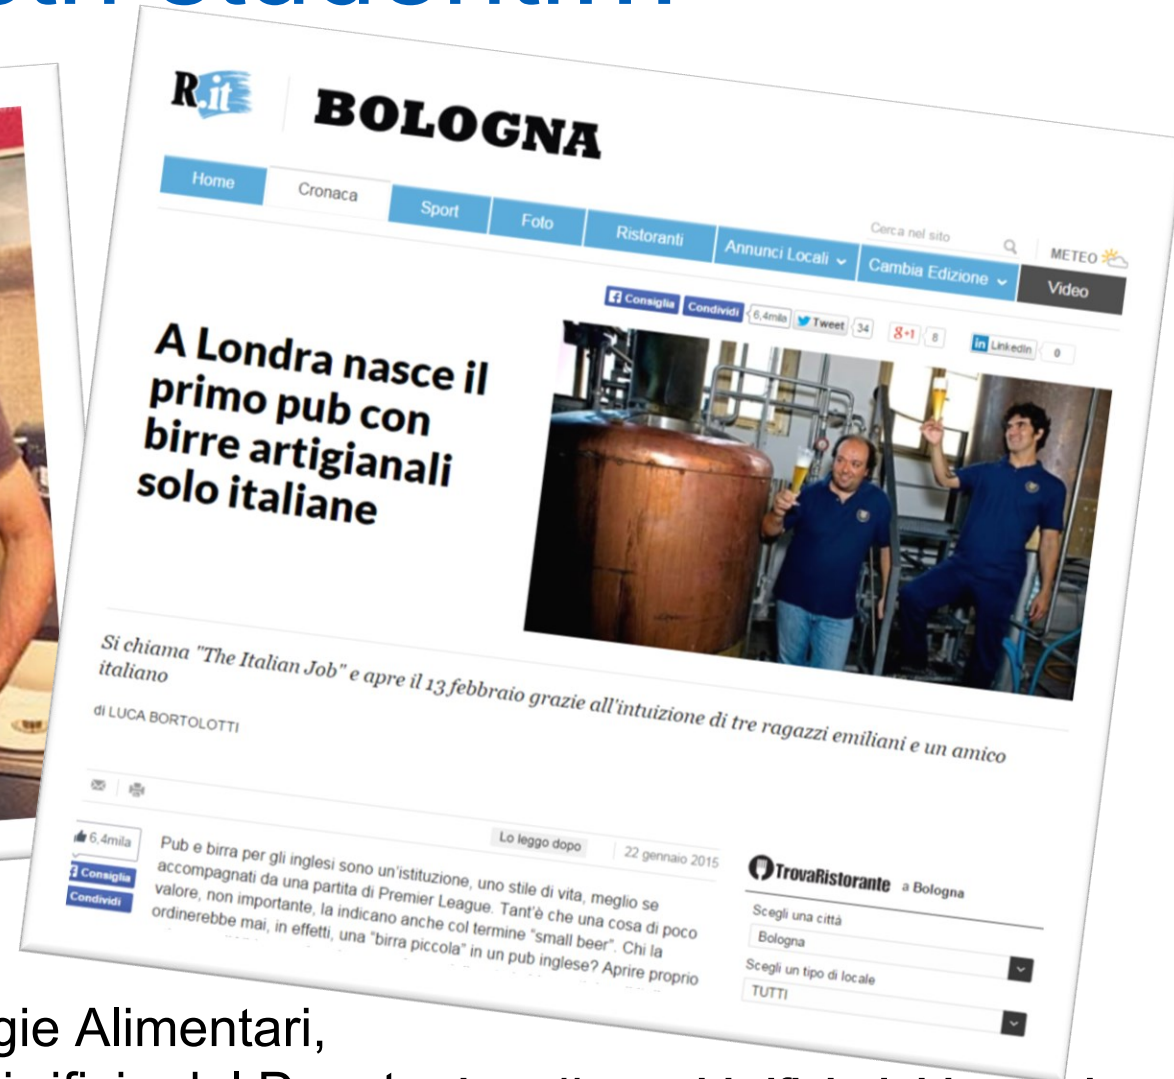 studenti...
R.it
BOLOGNA
Home
Cronaca
Sport
Foto
Ristoranti
Annunci Locali
Cambia Edizione
Cerca nel sito
METEO
Video
Consiglia
Condividi
6,4mila
Tweet
34
g+1
8
in LinkedIn
0
A Londra nasce il
primo pub con
birre artigianali
solo italiane
Si chiama "The Italian Job" e apre il 13 febbraio grazie all'intuizione di tre ragazzi emiliani e un amico
italiano
di LUCA BORTOLOTTI
Lo leggo dopo
22 gennaio 2015
6,4mila
Consiglia
Condividi
Pub e birra per gli inglesi sono un'istituzione, uno stile di vita, meglio se
accompagnati da una partita di Premier League. Tant'è che una cosa di poco
valore, non importante, la indicano anche col termine "small beer". Chi la
ordinerebbe mai, in effetti, una "birra piccola" in un pub inglese? Aprire proprio
TrovaRistorante a Bologna
Scegli una città
Bologna
Scegli un tipo di locale
TUTTI
gie Alimentari,